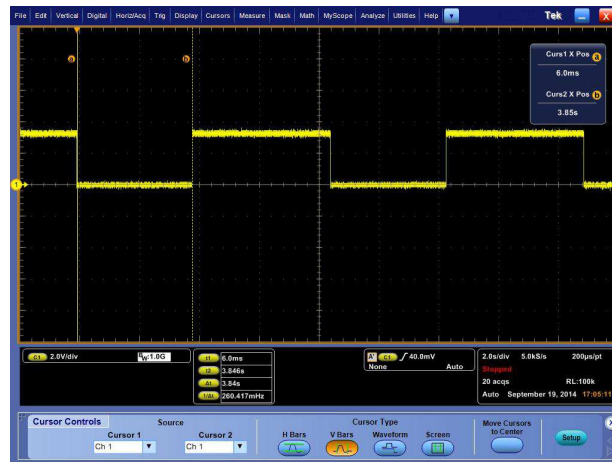 File Edit Vertical Digital Horiz/Acq Trig Display Cursors Measure Mask Math MyScope Analyze Utilities Help Tek X
a b
Curs1 X Pos a
6.0ms
Curs2 X Pos b
3.85s
1
C1 2.0V/div BW:1.0G
t1 6.0ms
t2 3.846s
Δt 3.84s
1/Δt 260.417mHz
A' C1 40.0mV
None Auto
2.0s/div 5.0kS/s 200µs/pt
Stopped
20 acqs RL:100k
Auto September 19, 2014 17:05:11
Cursor Controls
Source
Cursor 1 Cursor 2
Ch 1 Ch 1
Cursor Type
H Bars V Bars Waveform Screen
Move Cursors
to Center
Setup
X